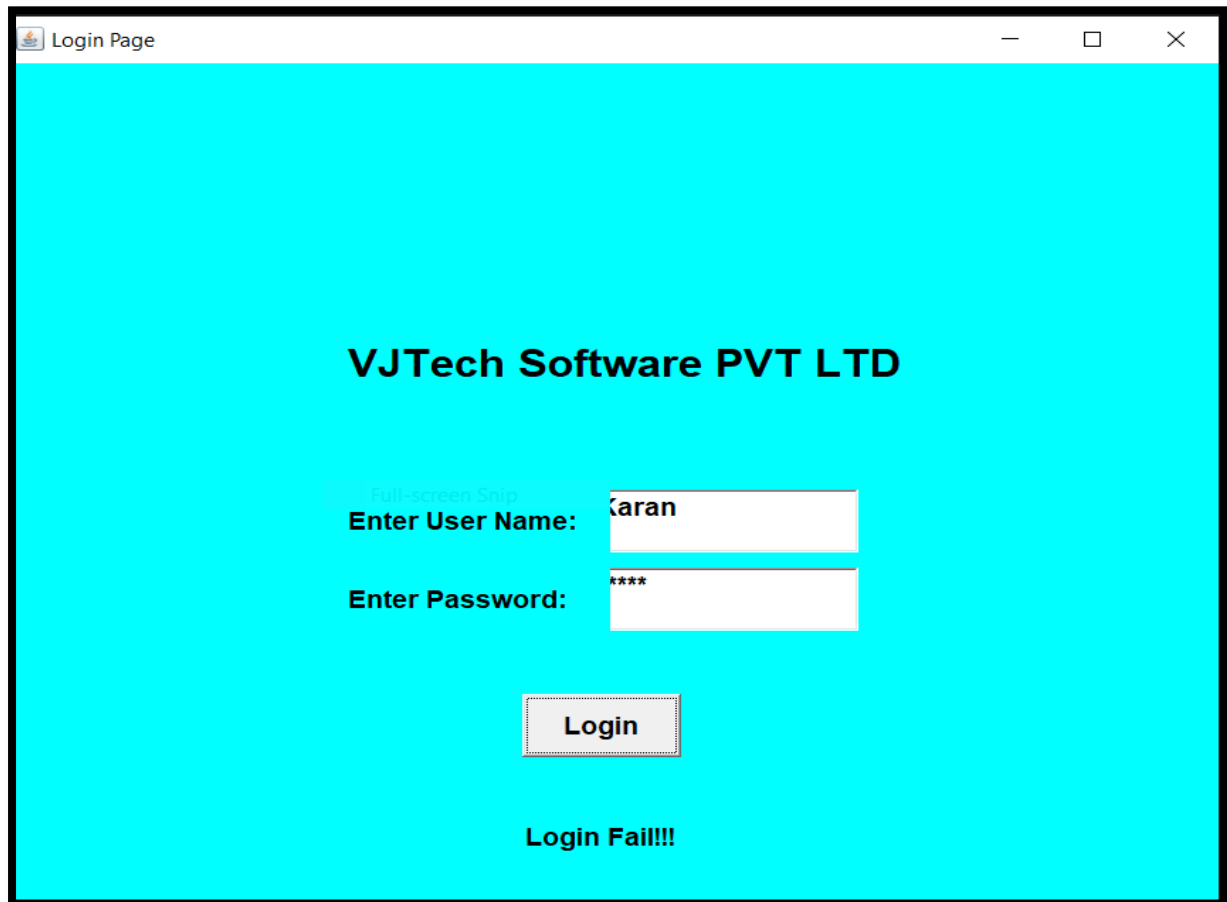 Login Page
VJTech Software PVT LTD
Full-screen Snip
Enter User Name: Karan
Enter Password: ****
Login
Login Fail!!!